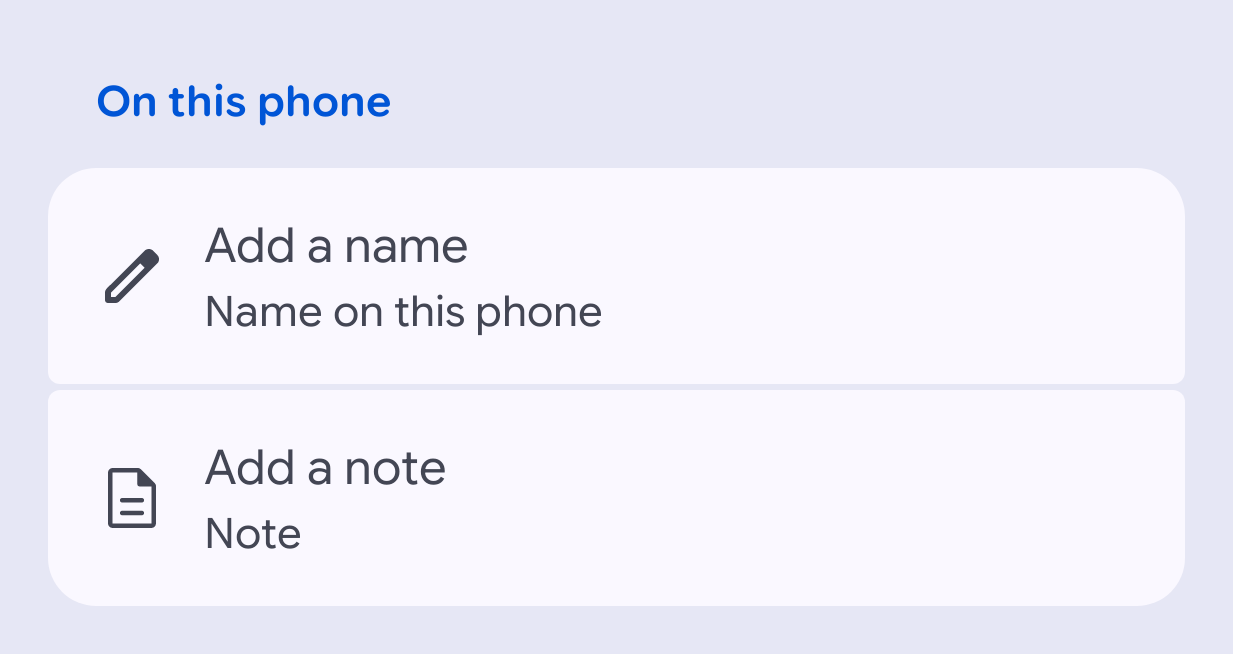 On this phone
Add a name
Name on this phone
Add a note
Note